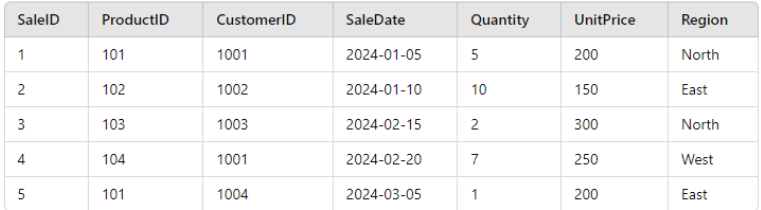 SaleID ProductID CustomerID SaleDate Quantity UnitPrice Region
1 101 1001 2024-01-05 5 200 North
2 102 1002 2024-01-10 10 150 East
3 103 1003 2024-02-15 2 300 North
4 104 1001 2024-02-20 7 250 West
5 101 1004 2024-03-05 1 200 East